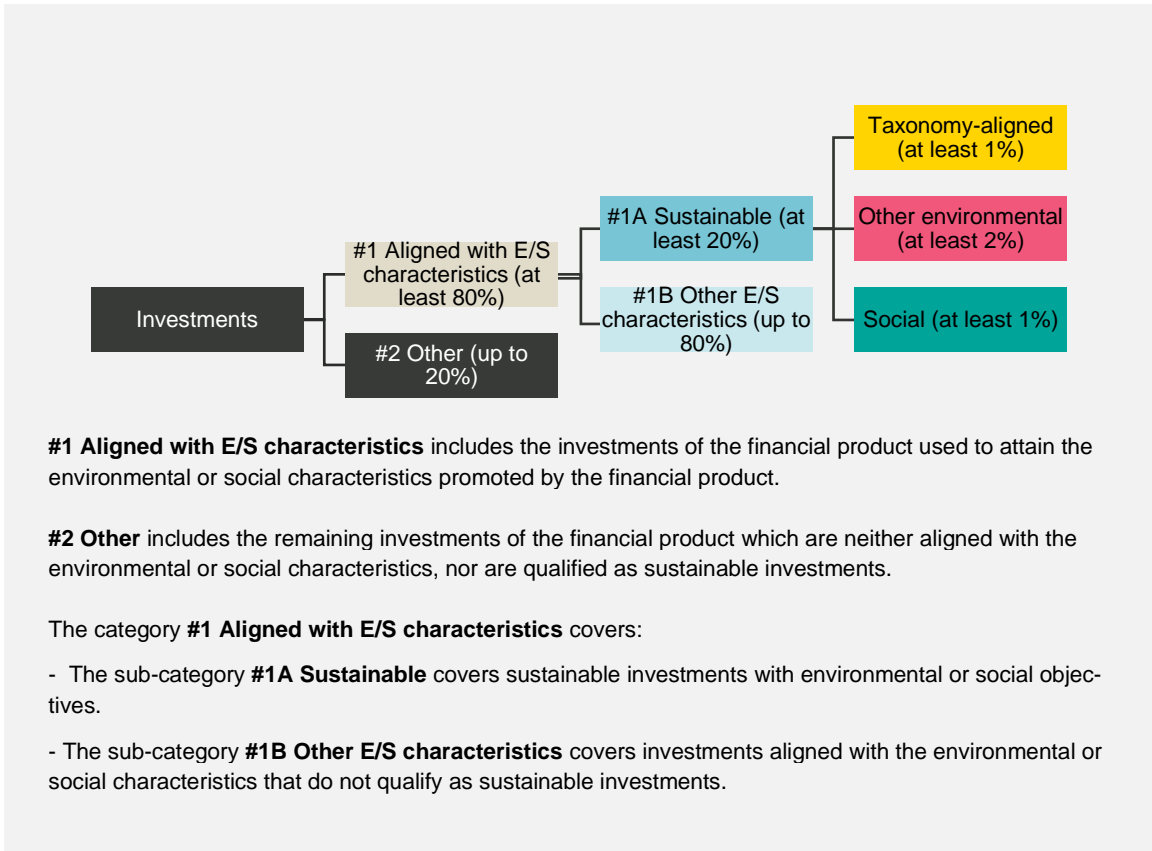 Taxonomy-aligned
(at least 1%)
#1A Sustainable (at
least 20%)
Other environmental
(at least 2%)
#1 Aligned with E/S
characteristics (at
least 80%)
Investments
#1B Other E/S
characteristics (up to
80%)
Social (at least 1%)
#2 Other (up to
20%)
#1 Aligned with E/S characteristics includes the investments of the financial product used to attain the
environmental or social characteristics promoted by the financial product.
#2 Other includes the remaining investments of the financial product which are neither aligned with the
environmental or social characteristics, nor are qualified as sustainable investments.
The category #1 Aligned with E/S characteristics covers:
- The sub-category #1A Sustainable covers sustainable investments with environmental or social objec-
tives.
- The sub-category #1B Other E/S characteristics covers investments aligned with the environmental or
social characteristics that do not qualify as sustainable investments.